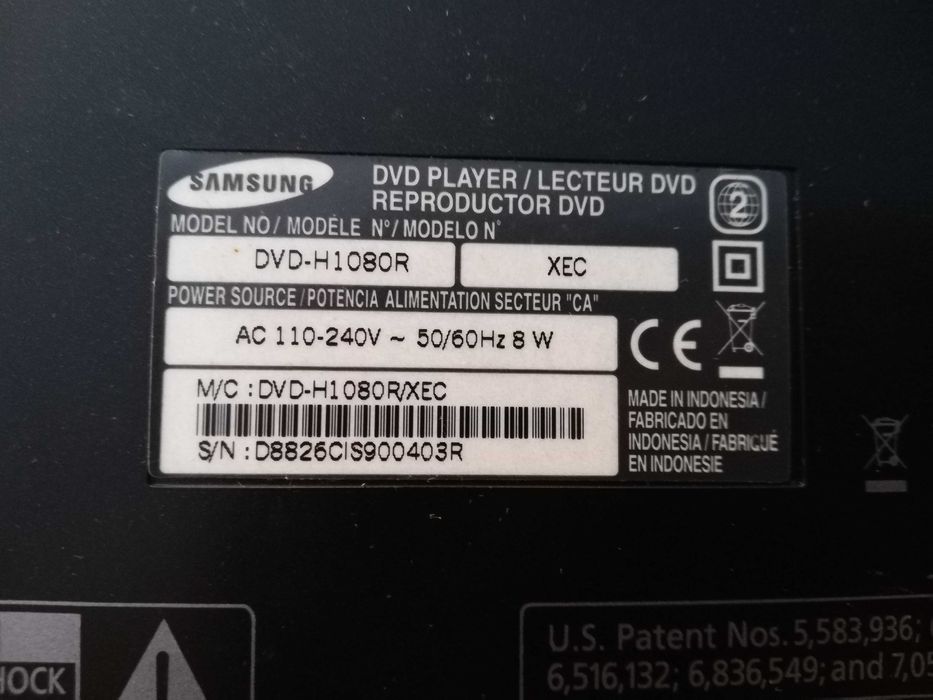 SAMSUNG
DVD PLAYER / LECTEUR DVD
REPRODUCTOR DVD
2
MODEL NO / MODÈLE N° / MODELO N°
DVD-H1080R
XEC
POWER SOURCE / POTENCIA ALIMENTATION SECTEUR "CA"
AC 110-240V ~ 50/60Hz 8 W
CE
M/C : DVD-H1080R/XEC
S/N : D8826CIS900403R
MADE IN INDONESIA /
FABRICADO EN
INDONESIA / FABRIQUÉ
EN INDONESIE
HOCK
U.S. Patent Nos. 5,583,936;
6,516,132; 6,836,549; and 7,05